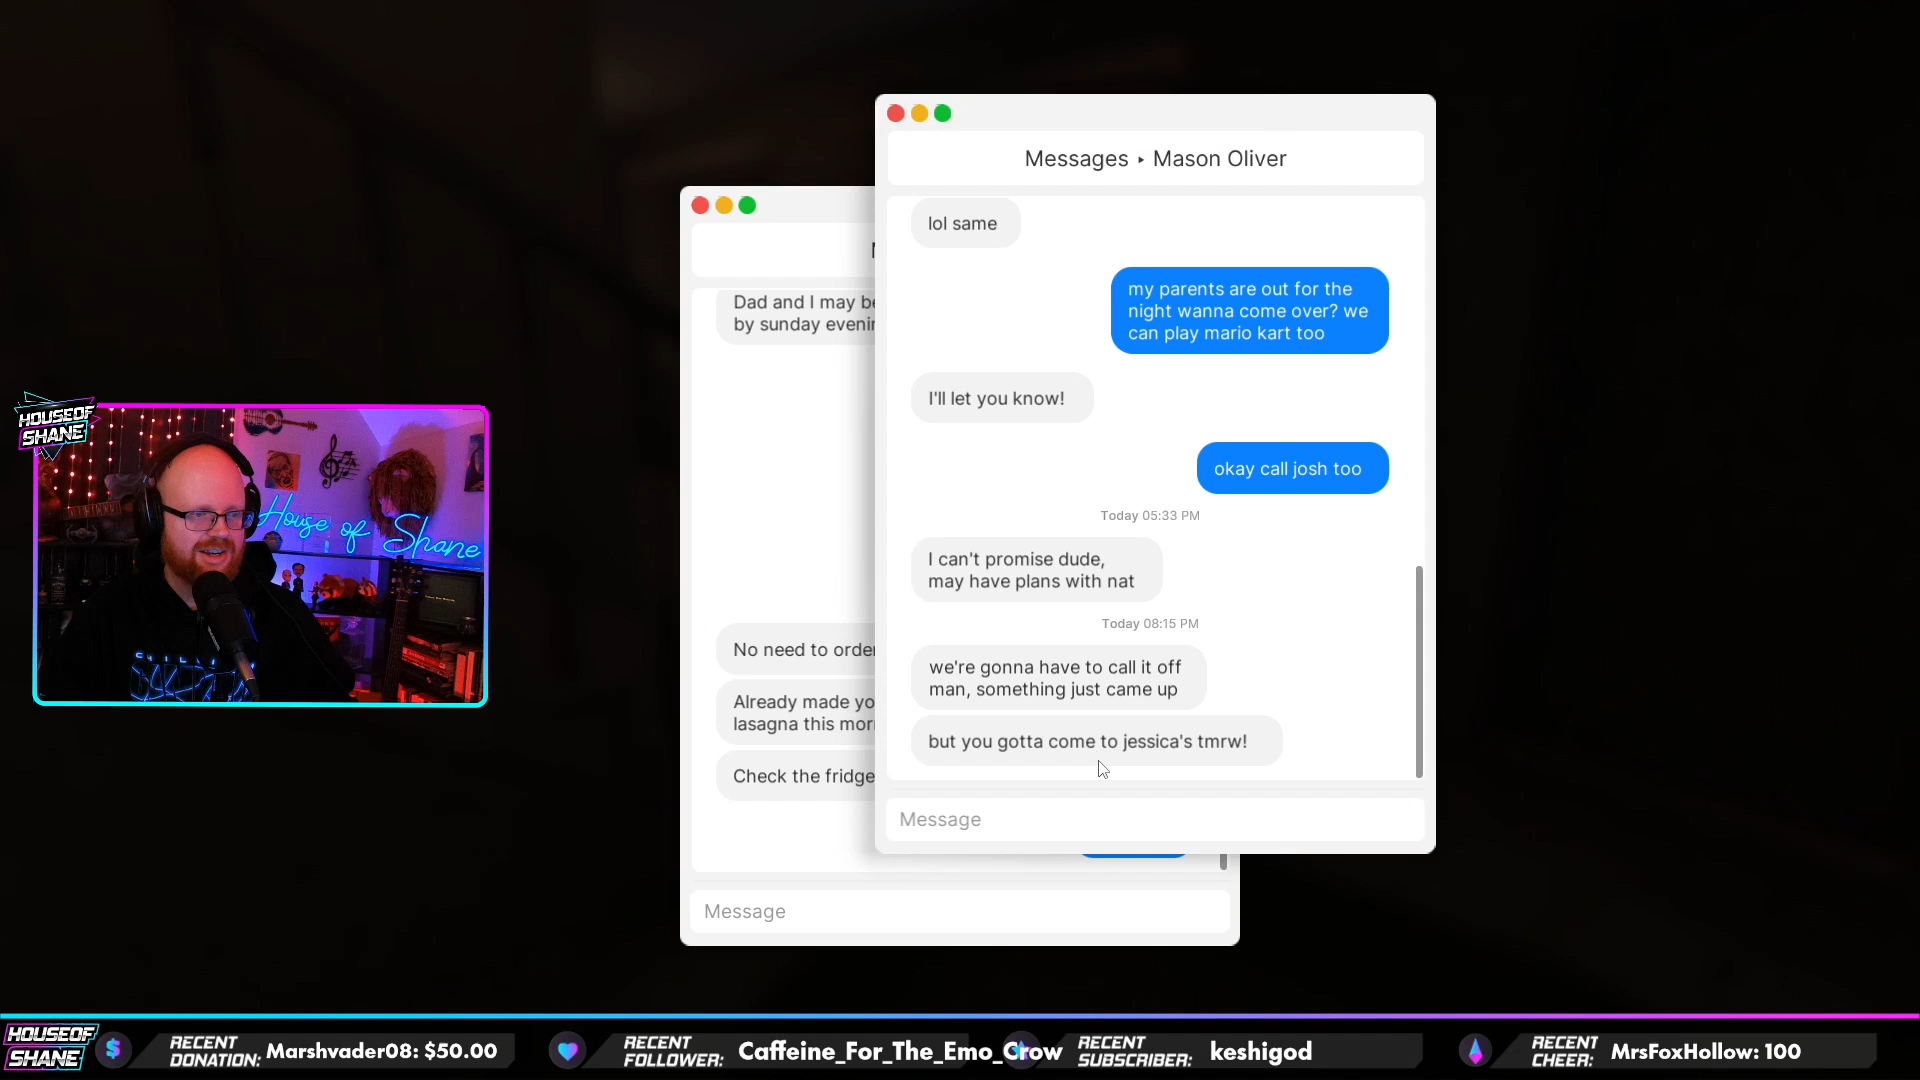 Messages ‣ Mason Oliver
lol same
my parents are out for the
night wanna come over? we
can play mario kart too
I'll let you know!
okay call josh too
Today 05:33 PM
I can't promise dude,
may have plans with nat
Today 08:15 PM
we're gonna have to call it off
man, something just came up
but you gotta come to jessica's tmrw!
Message
Dad and I may be
by sunday evenin
No need to order
Already made yo
lasagna this mor
Check the fridge
Message
HOUSEOF
SHANE
House of Shane
HOUSEOF
SHANE
$
RECENT
DONATION: Marshvader08: $50.00
RECENT
FOLLOWER: Caffeine_For_The_Emo_Crow
RECENT
SUBSCRIBER: keshigod
RECENT
CHEER: MrsFoxHollow: 100